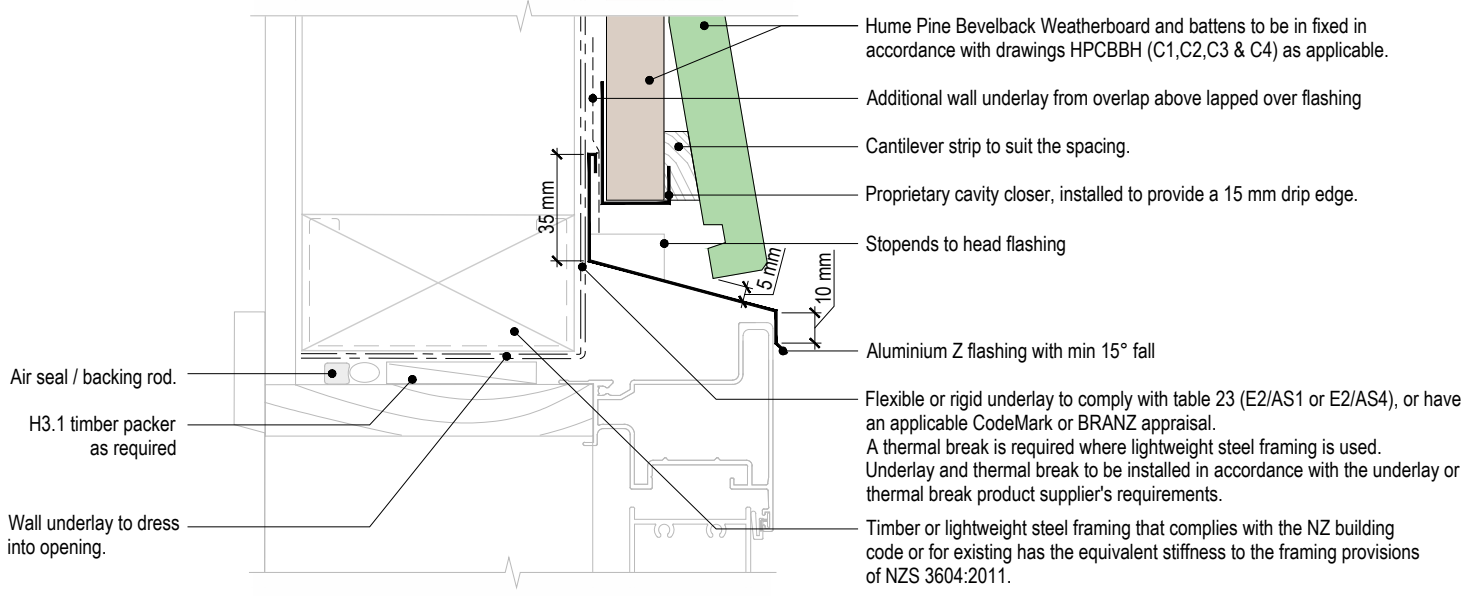 Hume Pine Bevelback Weatherboard and battens to be in fixed in
accordance with drawings HPCBBH (C1,C2,C3 & C4) as applicable.
Additional wall underlay from overlap above lapped over flashing
Cantilever strip to suit the spacing.
Proprietary cavity closer, installed to provide a 15 mm drip edge.
35 mm
Stopends to head flashing
5 mm
10 mm
Aluminium Z flashing with min 15° fall
Air seal / backing rod.
H3.1 timber packer
as required
Flexible or rigid underlay to comply with table 23 (E2/AS1 or E2/AS4), or have
an applicable CodeMark or BRANZ appraisal.
A thermal break is required where lightweight steel framing is used.
Underlay and thermal break to be installed in accordance with the underlay or
thermal break product supplier's requirements.
Wall underlay to dress
into opening.
Timber or lightweight steel framing that complies with the NZ building
code or for existing has the equivalent stiffness to the framing provisions
of NZS 3604:2011.